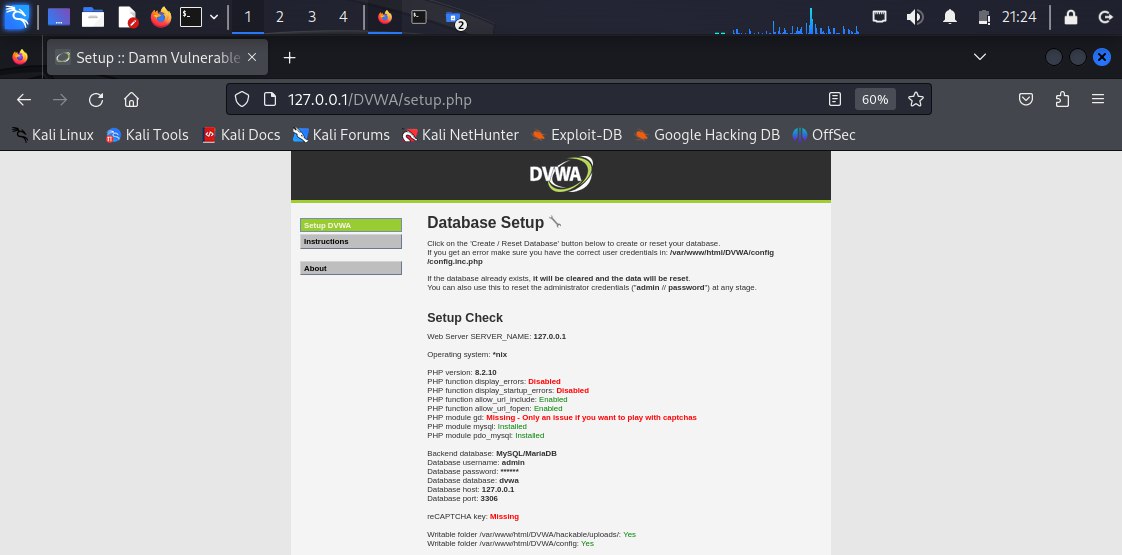 1 2 3 4 2 21:24
Setup :: Damn Vulnerable
127.0.0.1/DVWA/setup.php 60%
Kali Linux Kali Tools Kali Docs Kali Forums Kali NetHunter Exploit-DB Google Hacking DB OffSec
DVWA
Setup DVWA
Instructions
About
Database Setup
Click on the 'Create / Reset Database' button below to create or reset your database.
If you get an error make sure you have the correct user credentials in: /var/www/html/DVWA/config
/config.inc.php
If the database already exists, it will be cleared and the data will be reset.
You can also use this to reset the administrator credentials ("admin // password") at any stage.
Setup Check
Web Server SERVER_NAME: 127.0.0.1
Operating system: *nix
PHP version: 8.2.10
PHP function display_errors: Disabled
PHP function display_startup_errors: Disabled
PHP function allow_url_include: Enabled
PHP function allow_url_fopen: Enabled
PHP module gd: Missing - Only an issue if you want to play with captchas
PHP module mysql: Installed
PHP module pdo_mysql: Installed
Backend database: MySQL/MariaDB
Database username: admin
Database password: ******
Database database: dvwa
Database host: 127.0.0.1
Database port: 3306
reCAPTCHA key: Missing
Writable folder /var/www/html/DVWA/hackable/uploads/: Yes
Writable folder /var/www/html/DVWA/config: Yes